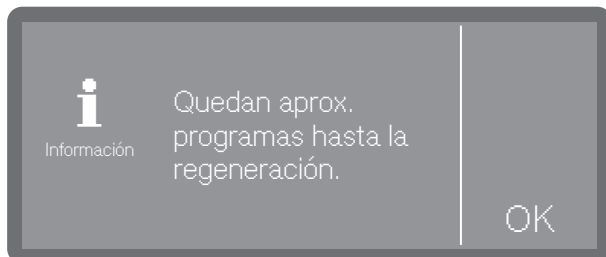 Información
Quedan aprox.
programas hasta la
regeneración.
OK